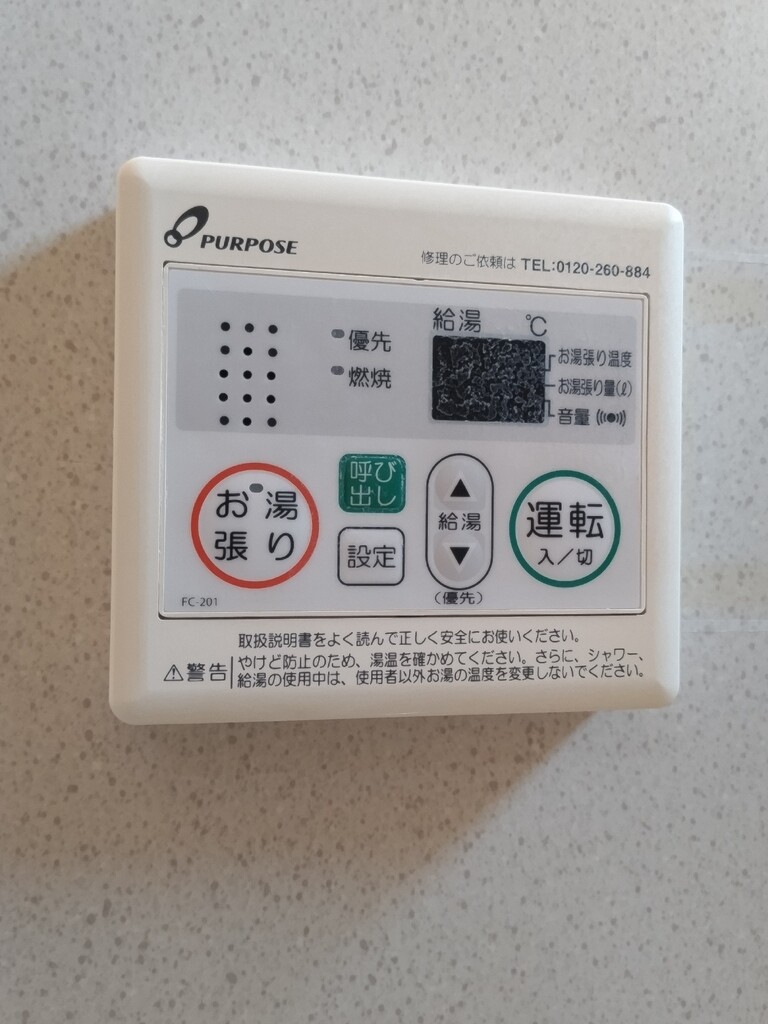 PURPOSE
修理のご依頼は TEL:0120-260-884
優先
燃焼
給湯 ℃
お湯張り温度
お湯張り量(ℓ)
音量
お湯
張り
呼び
出し
設定
▲
給湯
▼
(優先)
運転
入/切
FC-201
取扱説明書をよく読んで正しく安全にお使いください。
⚠警告
やけど防止のため、湯温を確かめてください。さらに、シャワー、
給湯の使用中は、使用者以外お湯の温度を変更しないでください。